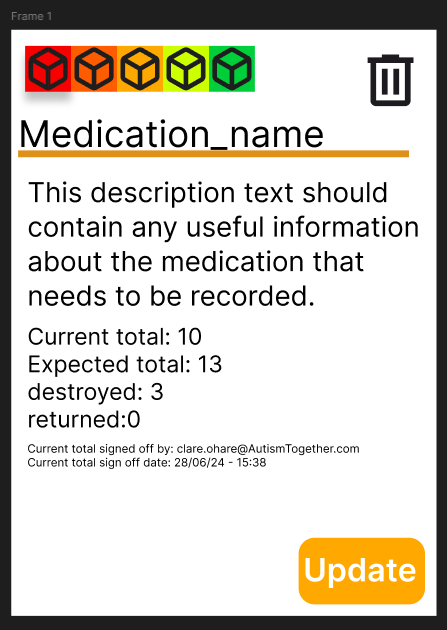 Frame 1
Medication_name
This description text should
contain any useful information
about the medication that
needs to be recorded.
Current total: 10
Expected total: 13
destroyed: 3
returned:0
Current total signed off by: clare.ohare@AutismTogether.com
Current total sign off date: 28/06/24 - 15:38
Update